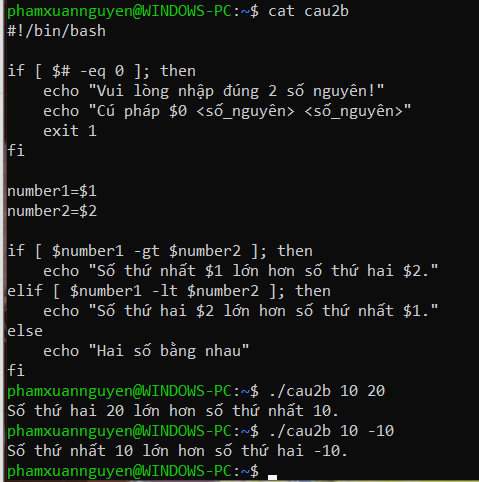 phamxuannguyen@WINDOWS-PC:~$ cat cau2b
#!/bin/bash

if [ $# -eq 0 ]; then
    echo "Vui lòng nhập đúng 2 số nguyên!"
    echo "Cú pháp $0 <số_nguyên> <số_nguyên>"
    exit 1
fi

number1=$1
number2=$2

if [ $number1 -gt $number2 ]; then
    echo "Số thứ nhất $1 lớn hơn số thứ hai $2."
elif [ $number1 -lt $number2 ]; then
    echo "Số thứ hai $2 lớn hơn số thứ nhất $1."
else
    echo "Hai số bằng nhau"
fi
phamxuannguyen@WINDOWS-PC:~$ ./cau2b 10 20
Số thứ hai 20 lớn hơn số thứ nhất 10.
phamxuannguyen@WINDOWS-PC:~$ ./cau2b 10 -10
Số thứ nhất 10 lớn hơn số thứ hai -10.
phamxuannguyen@WINDOWS-PC:~$